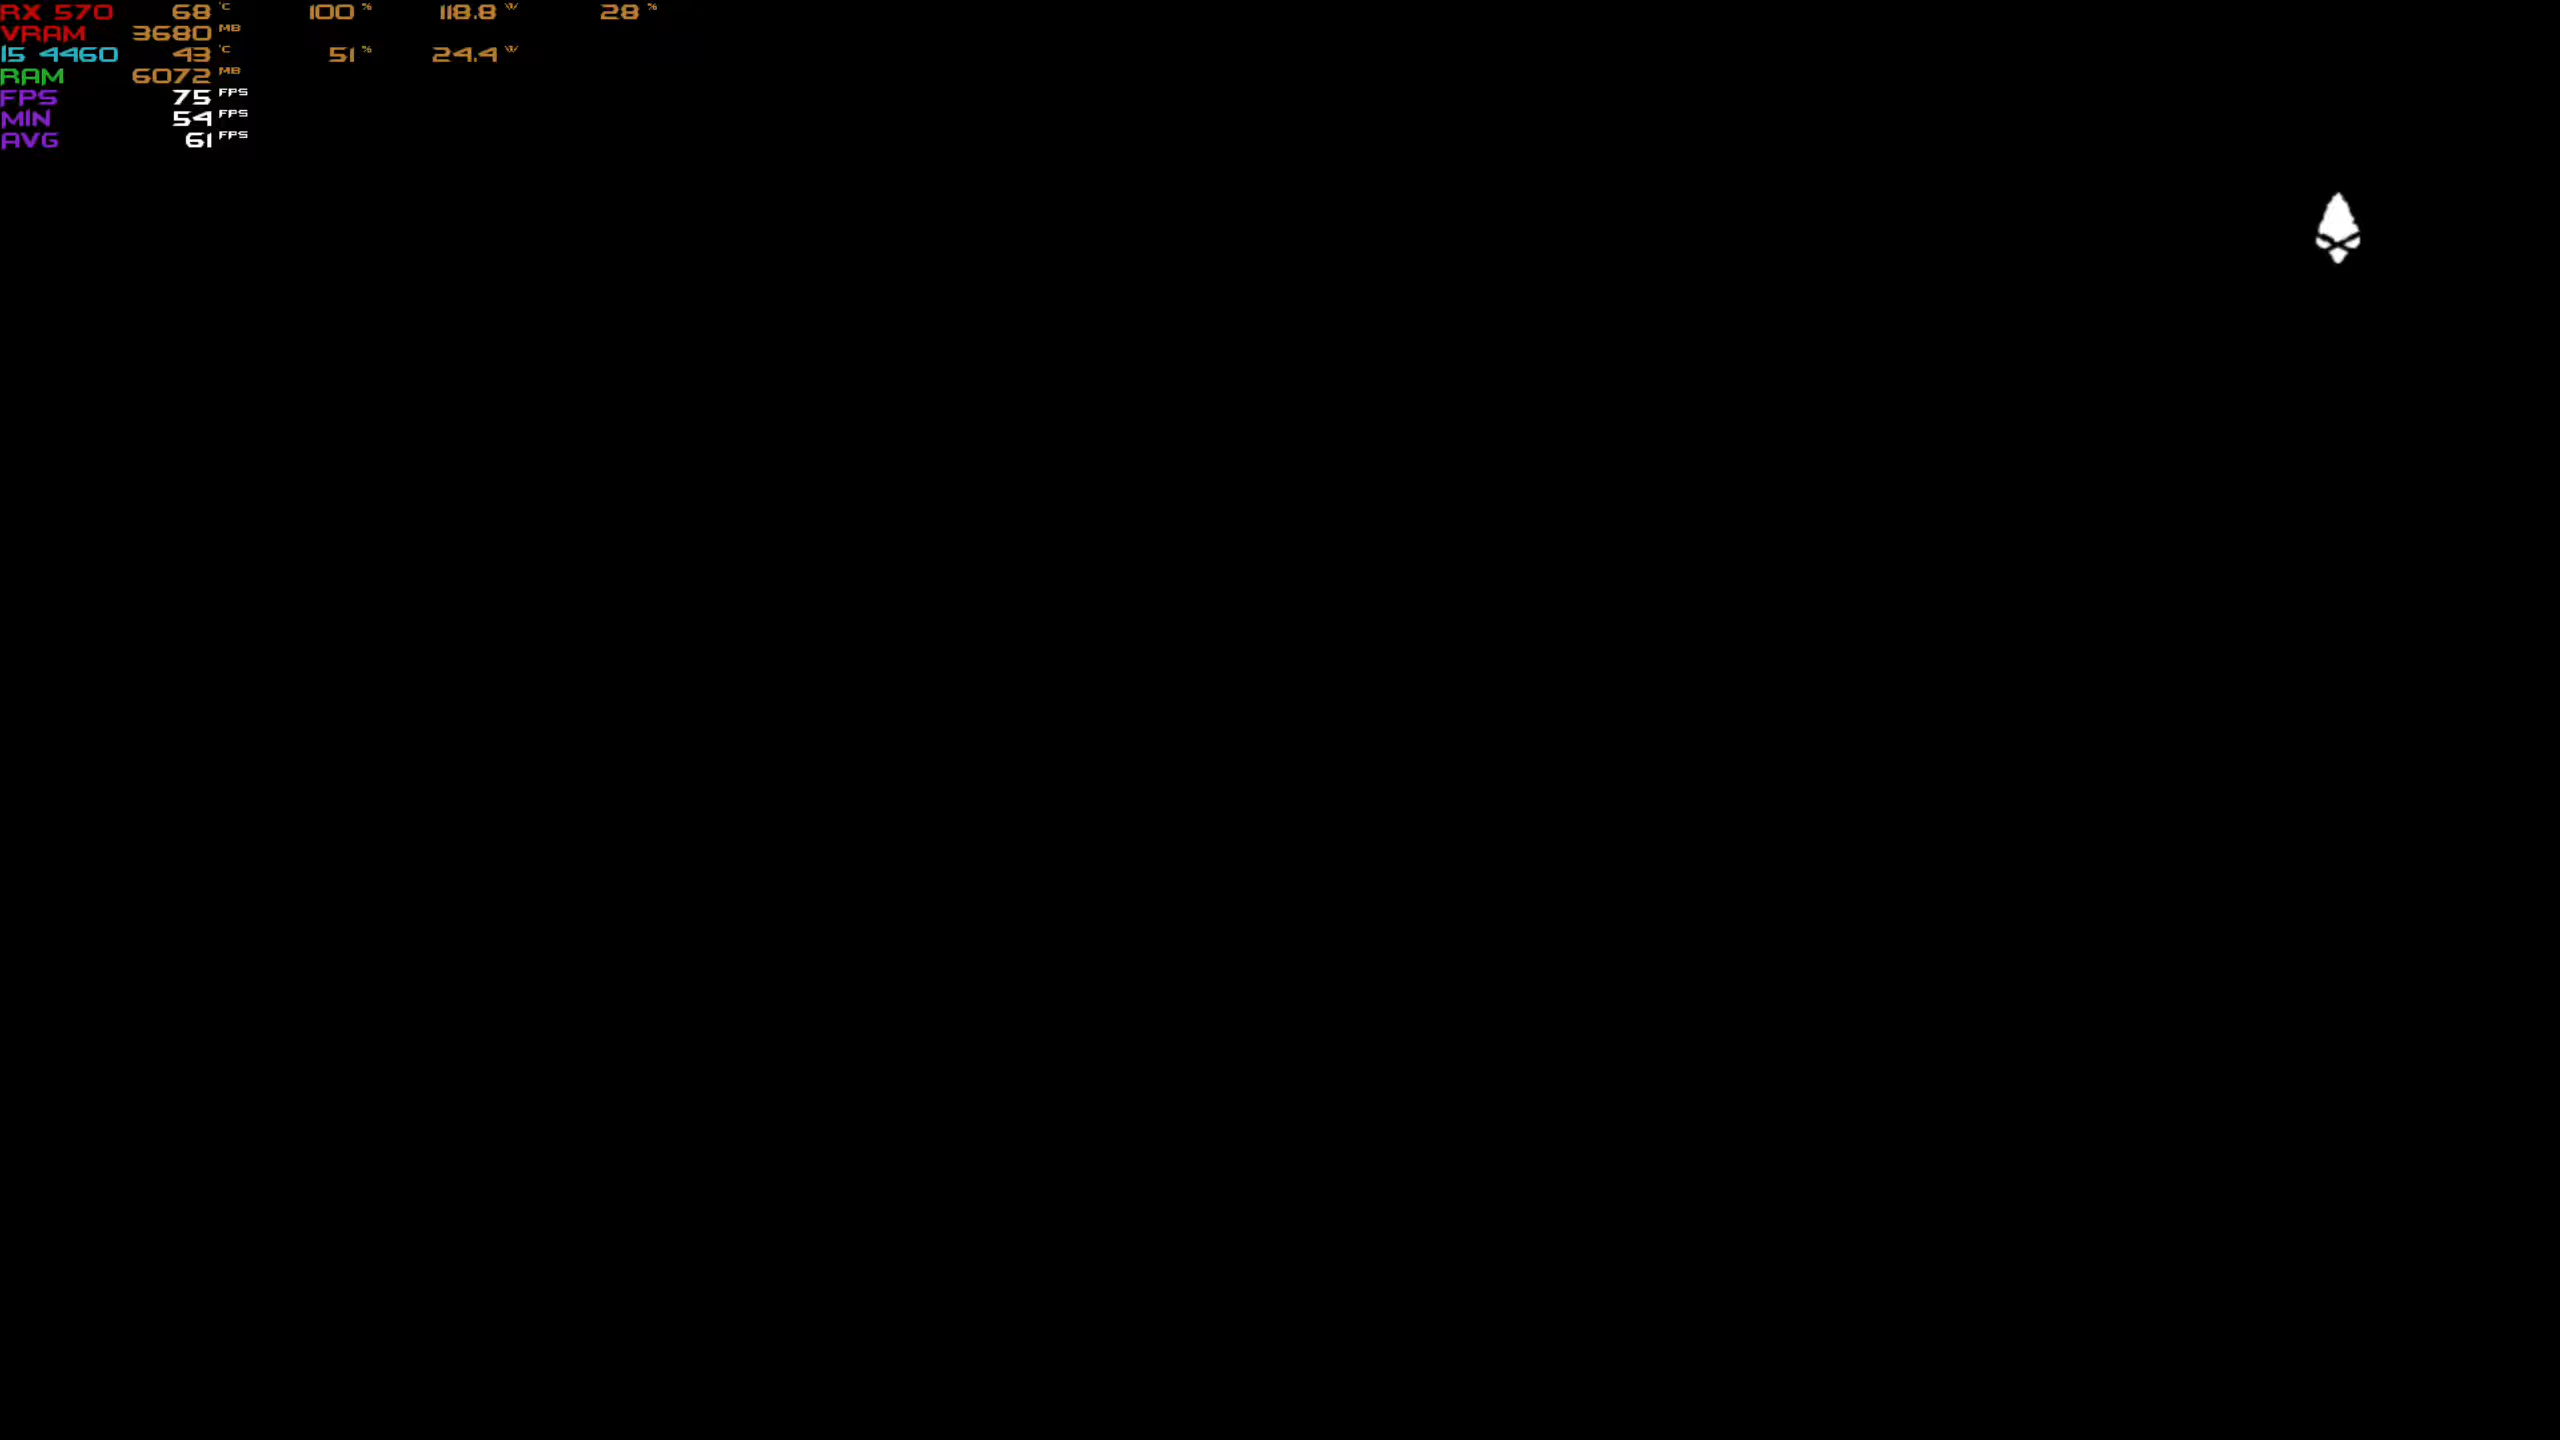 RX 570 68 °C 100 % 118.8 W 28 %
VRAM 3680 MB
I5 4460 43 °C 51 % 24.4 W
RAM 6072 MB
FPS 75 FPS
MIN 54 FPS
AVG 61 FPS